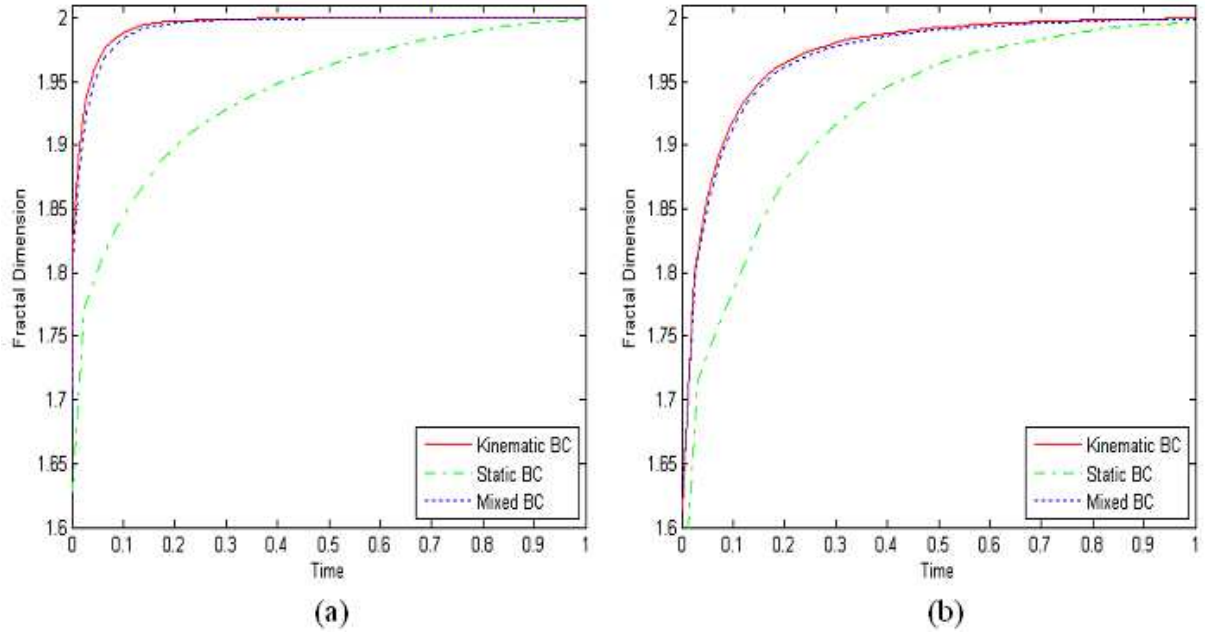 2
1.95
1.9
1.85
1.8
1.75
1.7
1.65
1.6
Fractal Dimension
0 0.1 0.2 0.3 0.4 0.5 0.6 0.7 0.8 0.9 1
Time
Kinematic BC
Static BC
Mixed BC
(a)
2
1.95
1.9
1.85
1.8
1.75
1.7
1.65
1.6
Fractal Dimension
0 0.1 0.2 0.3 0.4 0.5 0.6 0.7 0.8 0.9 1
Time
Kinematic BC
Static BC
Mixed BC
(b)